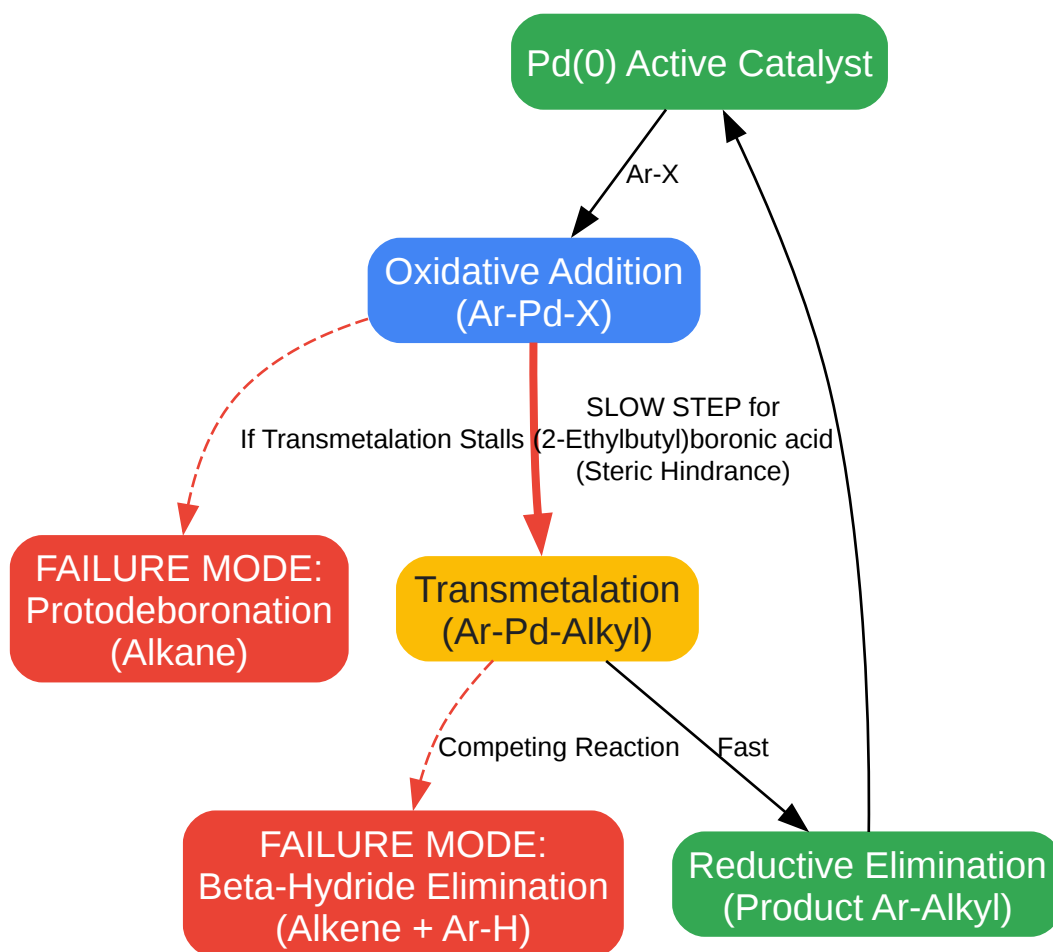 Pd(0) Active Catalyst
Ar-X
Oxidative Addition
(Ar-Pd-X)
SLOW STEP for
If Transmetalation Stalls
(2-Ethylbutyl)boronic acid
(Steric Hindrance)
FAILURE MODE:
Protodeboronation
(Alkane)
Transmetalation
(Ar-Pd-Alkyl)
Competing Reaction
Fast
FAILURE MODE:
Beta-Hydride Elimination
(Alkene + Ar-H)
Reductive Elimination
(Product Ar-Alkyl)